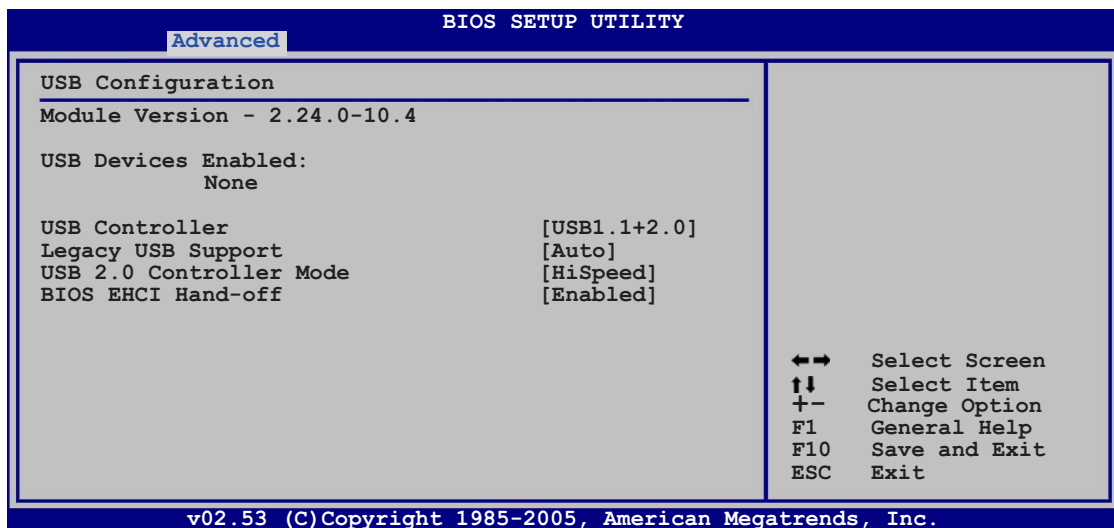 BIOS SETUP UTILITY
Advanced
USB Configuration
Module Version - 2.24.0-10.4
USB Devices Enabled:
None
USB Controller [USB1.1+2.0]
Legacy USB Support [Auto]
USB 2.0 Controller Mode [HiSpeed]
BIOS EHCI Hand-off [Enabled]
←→ Select Screen
↑↓ Select Item
+- Change Option
F1 General Help
F10 Save and Exit
ESC Exit
v02.53 (C)Copyright 1985-2005, American Megatrends, Inc.